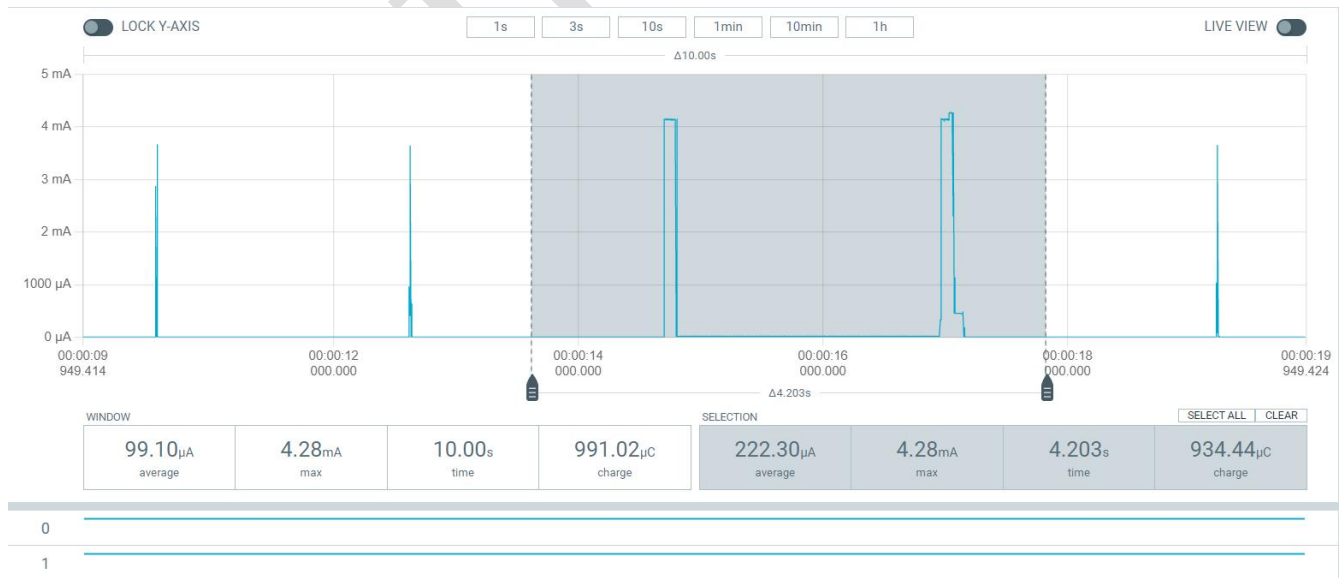 LOCK Y-AXIS 1s 3s 10s 1min 10min 1h LIVE VIEW
Δ10.00s
5 mA
4 mA
3 mA
2 mA
1000 µA
0 µA
00:00:09 00:00:12 00:00:14 00:00:16 00:00:18 00:00:19
949.414 000.000 000.000 000.000 000.000 949.424
Δ4.203s
WINDOW SELECTION SELECT ALL CLEAR
99.10µA 4.28mA 10.00s 991.02µC 222.30µA 4.28mA 4.203s 934.44µC
average max time charge average max time charge
0
1